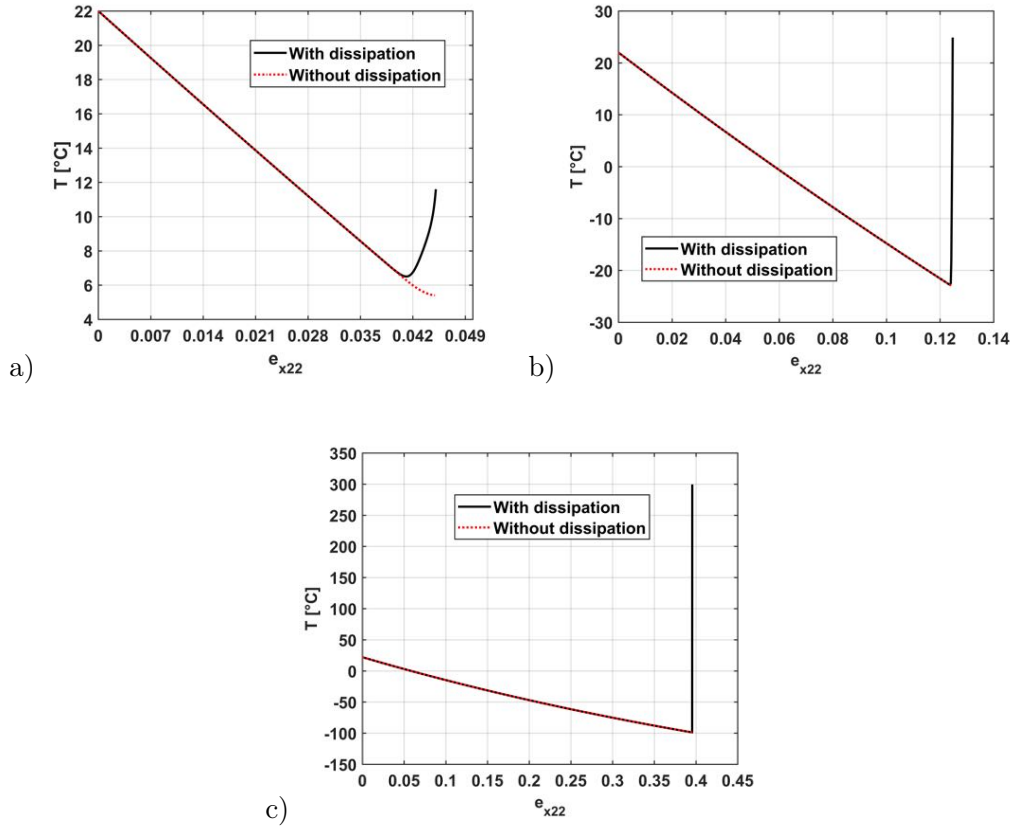 22
20
18
16
14
12
10
8
6
4
T [°C]
With dissipation
Without dissipation
0 0.007 0.014 0.021 0.028 0.035 0.042 0.049
e_x22
a)
30
20
10
0
-10
-20
-30
T [°C]
With dissipation
Without dissipation
0 0.02 0.04 0.06 0.08 0.1 0.12 0.14
e_x22
b)
350
300
250
200
150
100
50
0
-50
-100
-150
T [°C]
With dissipation
Without dissipation
0 0.05 0.1 0.15 0.2 0.25 0.3 0.35 0.4 0.45
e_x22
c)